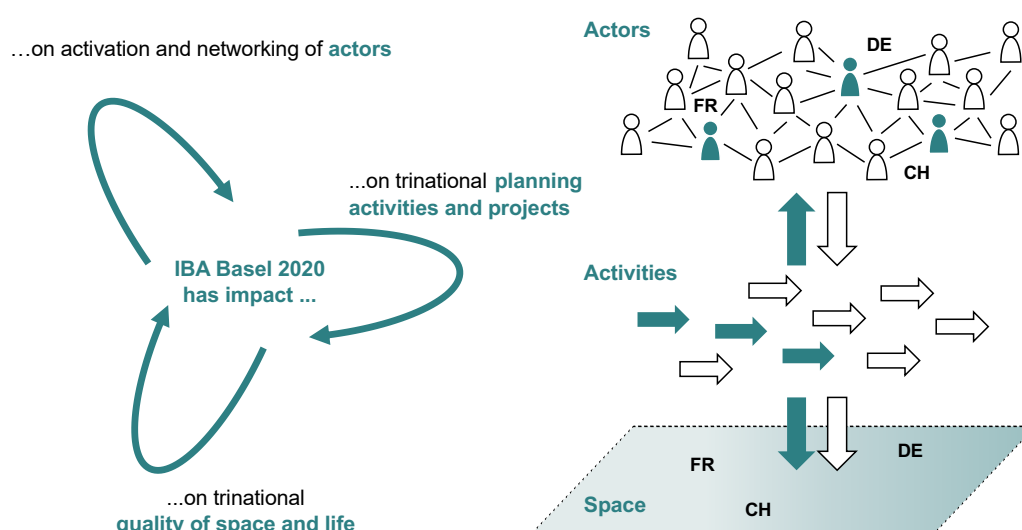 …on activation and networking of actors
...on trinational planning
activities and projects
IBA Basel 2020
has impact ...
...on trinational
quality of space and life
Actors
DE
FR
CH
Activities
FR
DE
CH
Space